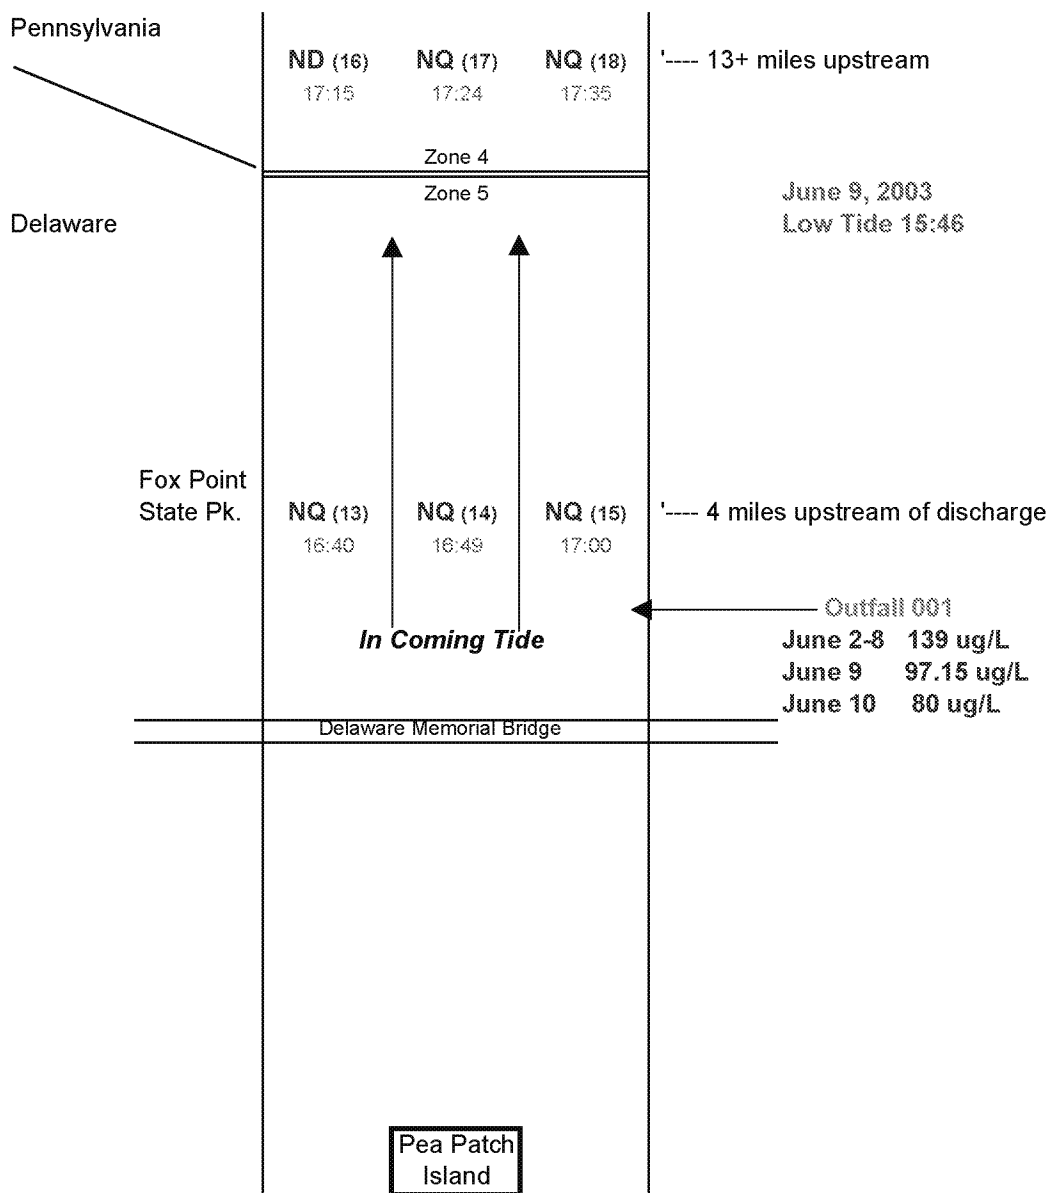 Pennsylvania
ND (16) NQ (17) NQ (18) '---- 13+ miles upstream
17:15 17:24 17:35
Zone 4
Zone 5
June 9, 2003
Delaware Low Tide 15:46
Fox Point
State Pk. NQ (13) NQ (14) NQ (15) '---- 4 miles upstream of discharge
16:40 16:49 17:00
Outfall 001
In Coming Tide June 2-8 139 ug/L
June 9 97.15 ug/L
June 10 80 ug/L
Delaware Memorial Bridge
Pea Patch
Island